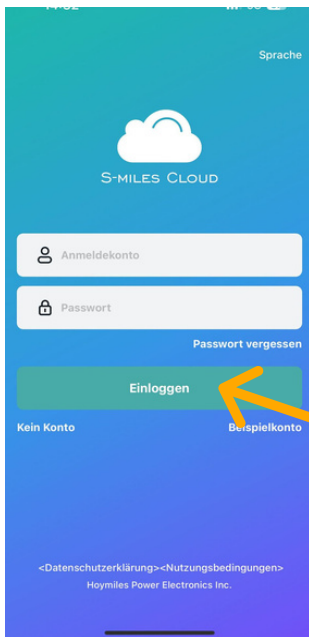 Sprache
S-MILES CLOUD
Anmeldekonto
Passwort
Passwort vergessen
Einloggen
Kein Konto
Beispielkonto
<Datenschutzerklärung><Nutzungsbedingungen>
Hoymiles Power Electronics Inc.